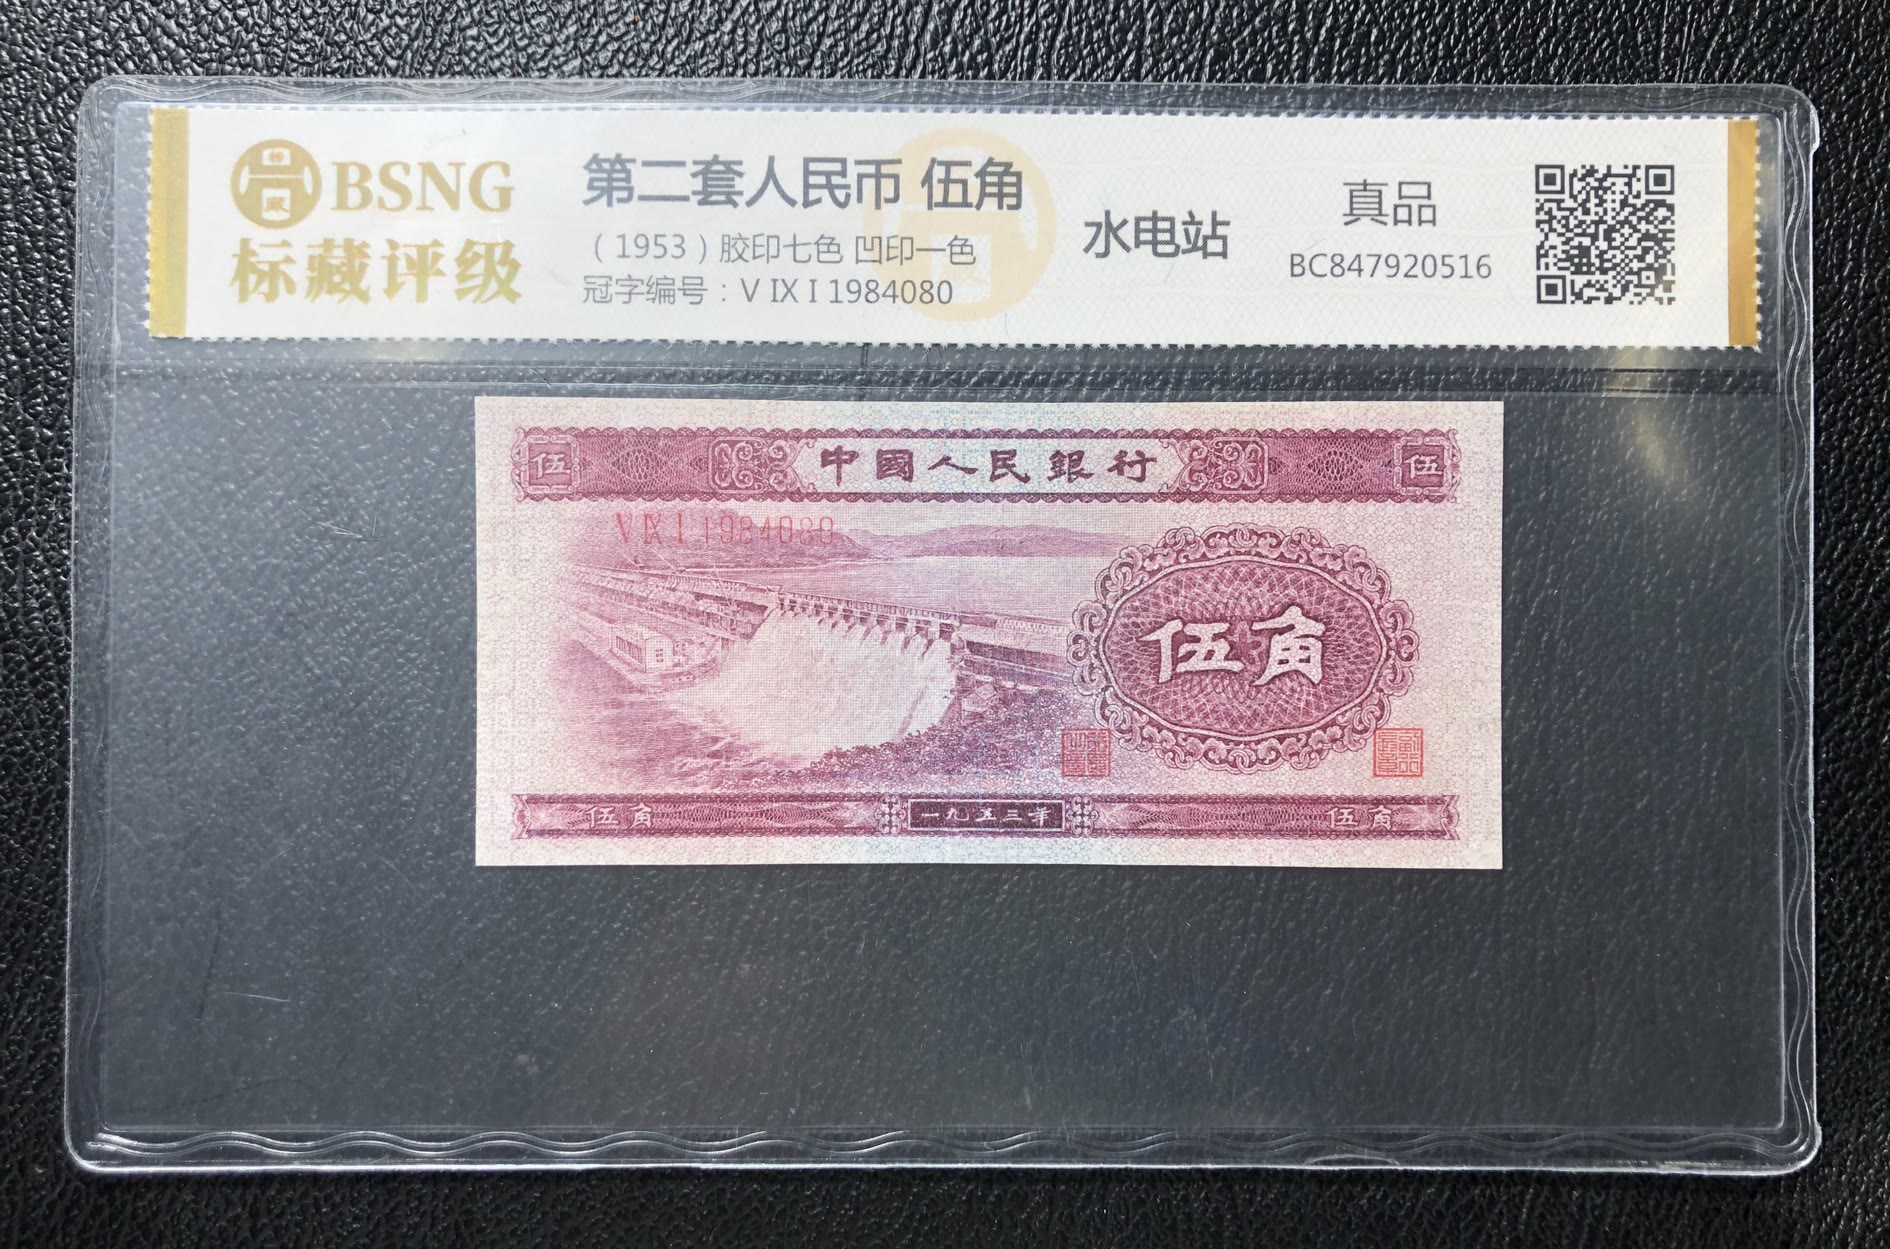 BSNG
标藏评级
第二套人民币 伍角
（1953）胶印七色 凹印一色
冠字编号：V IX I 1984080
水电站
真品
BC847920516
伍 中國人民銀行 伍
V IX I 1984080
伍角
伍角 一九五三年 伍角